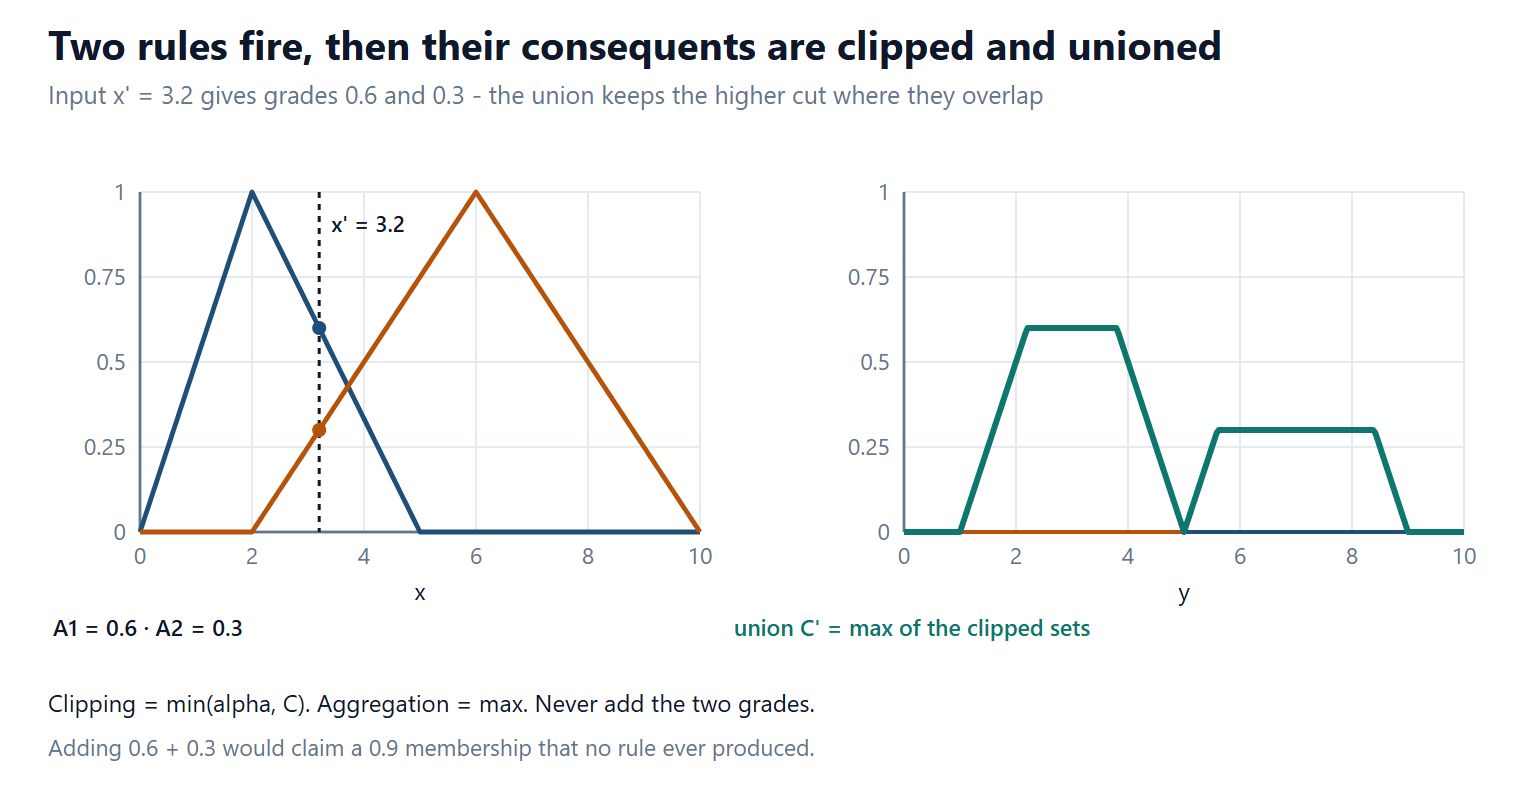 Two rules fire, then their consequents are clipped and unioned
Input x' = 3.2 gives grades 0.6 and 0.3 - the union keeps the higher cut where they overlap
1
0.75
0.5
0.25
0
0 2 4 6 8 10
x
x' = 3.2
1
0.75
0.5
0.25
0
0 2 4 6 8 10
y
A1 = 0.6 · A2 = 0.3
union C' = max of the clipped sets
Clipping = min(alpha, C). Aggregation = max. Never add the two grades.
Adding 0.6 + 0.3 would claim a 0.9 membership that no rule ever produced.